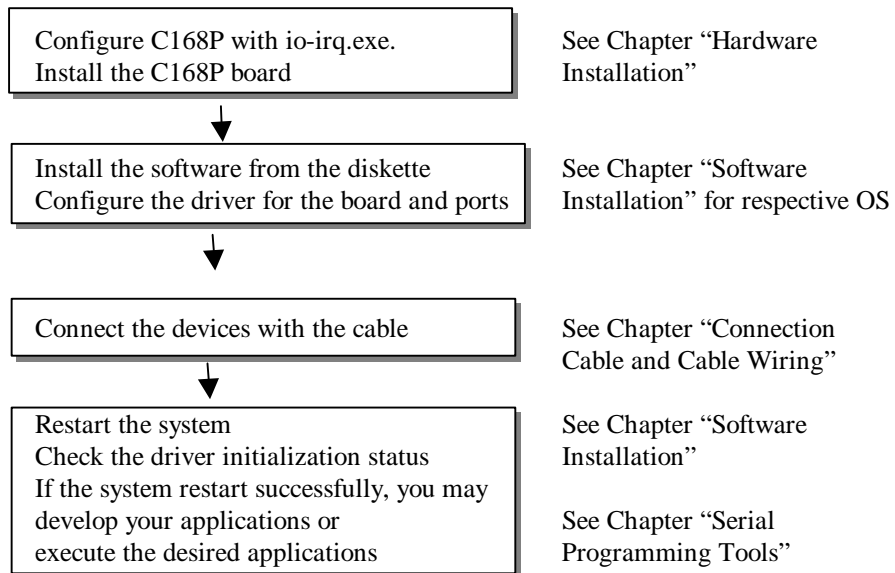 Configure C168P with io-irq.exe.
Install the C168P board
See Chapter “Hardware
Installation”
Install the software from the diskette
Configure the driver for the board and ports
See Chapter “Software
Installation” for respective OS
Connect the devices with the cable
See Chapter “Connection
Cable and Cable Wiring”
Restart the system
Check the driver initialization status
If the system restart successfully, you may
develop your applications or
execute the desired applications
See Chapter “Software
Installation”
See Chapter “Serial
Programming Tools”